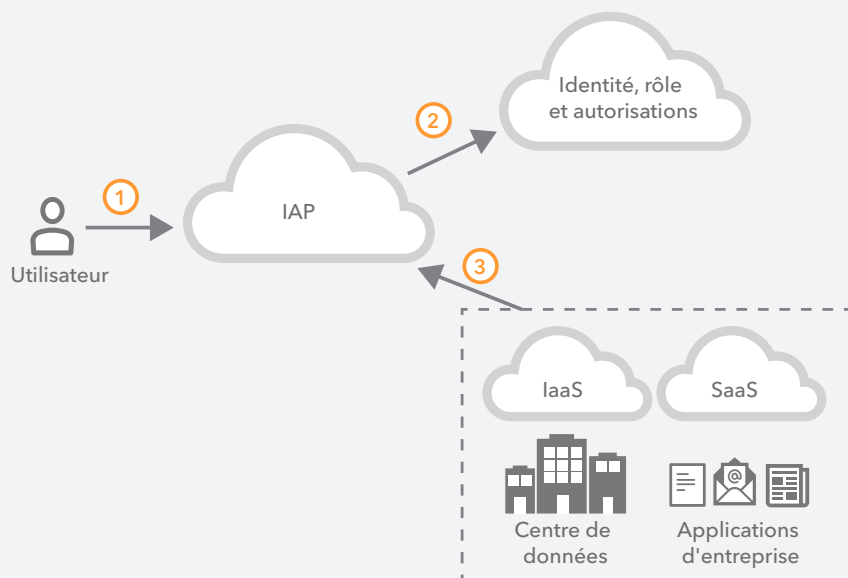 Identité, rôle
et autorisations
2
1
IAP
Utilisateur
3
IaaS
SaaS
@
Centre de
données
Applications
d'entreprise